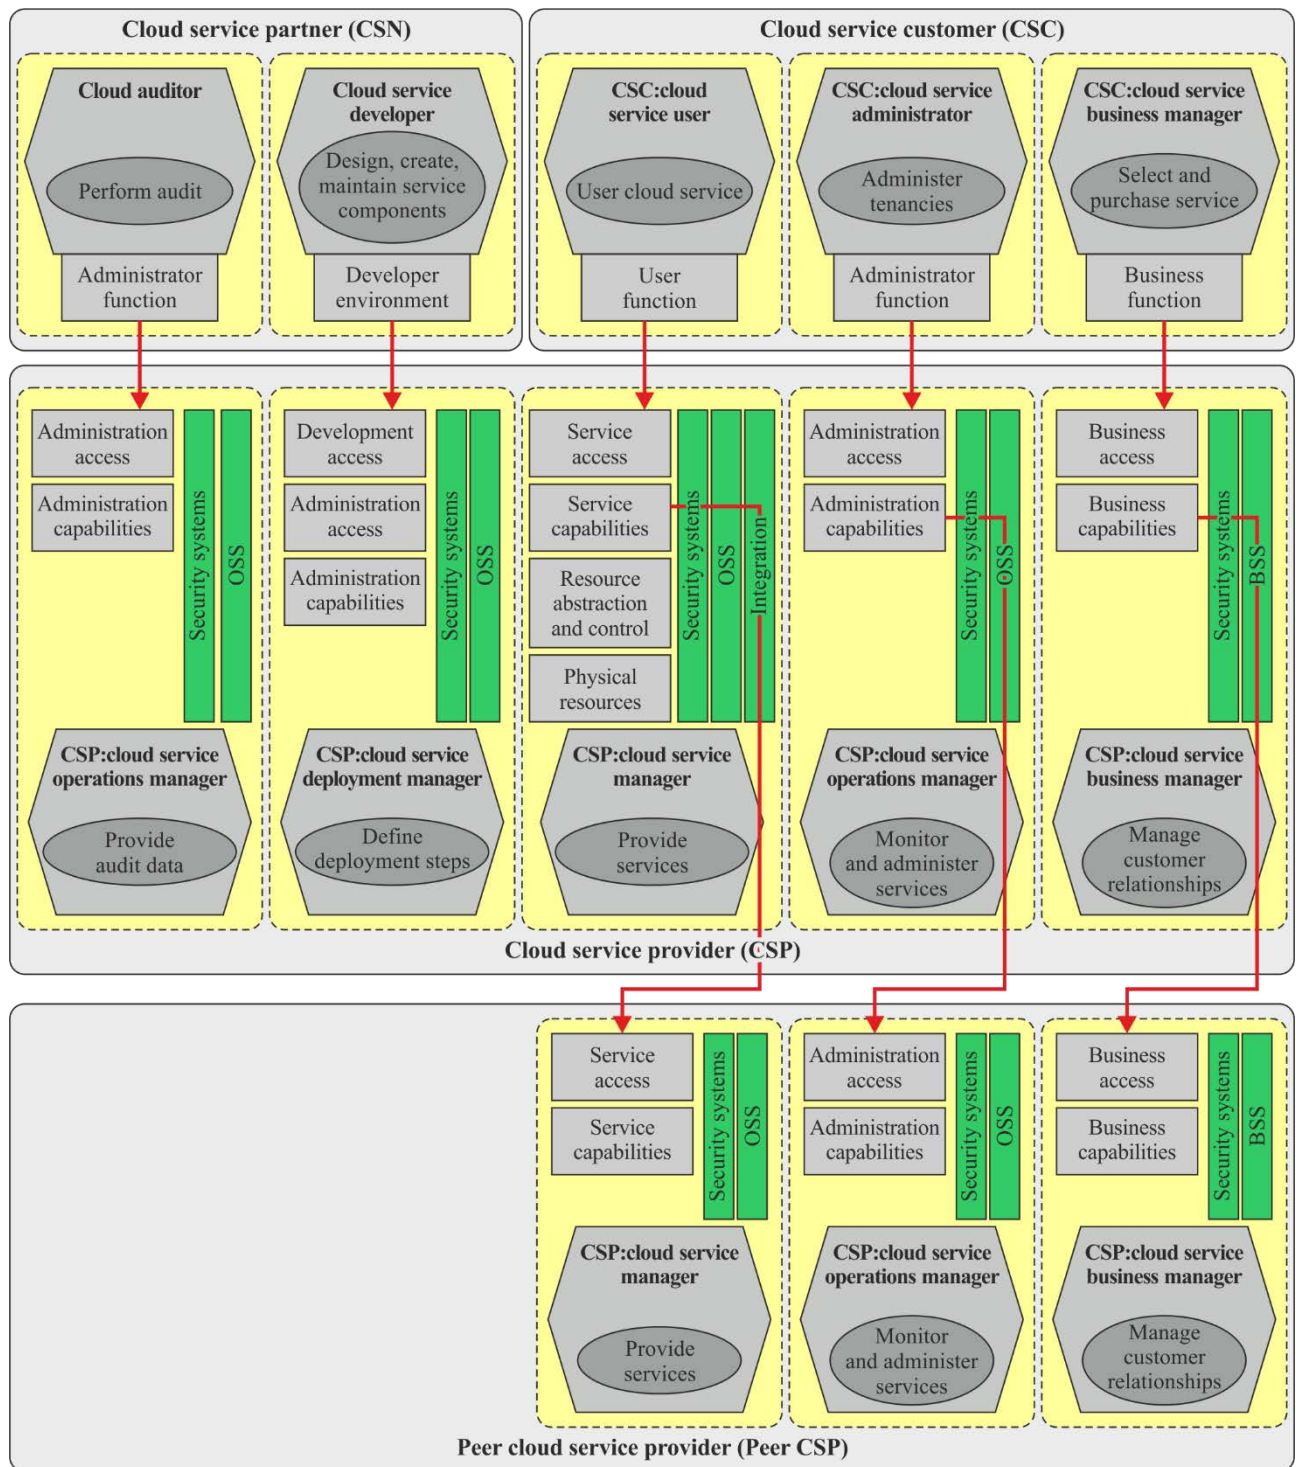 Cloud service partner (CSN)
Cloud auditor
Perform audit
Administrator
function
Cloud service
developer
Design, create,
maintain service
components
Developer
environment
Cloud service customer (CSC)
CSC:cloud
service user
User cloud service
User
function
CSC:cloud service
administrator
Administer
tenancies
Administrator
function
CSC:cloud service
business manager
Select and
purchase service
Business
function
Administration
access
Administration
capabilities
Security systems
OSS
CSP:cloud service
operations manager
Provide
audit data
Development
access
Administration
access
Administration
capabilities
Security systems
OSS
CSP:cloud service
deployment manager
Define
deployment steps
Service
access
Service
capabilities
Resource
abstraction
and control
Physical
resources
Security systems
OSS
Integration
CSP:cloud service
manager
Provide
services
Administration
access
Administration
capabilities
Security systems
OSS
CSP:cloud service
operations manager
Monitor
and administer
services
Business
access
Business
capabilities
Security systems
BSS
CSP:cloud service
business manager
Manage
customer
relationships
Cloud service provider (CSP)
Service
access
Service
capabilities
Security systems
OSS
CSP:cloud service
manager
Provide
services
Administration
access
Administration
capabilities
Security systems
OSS
CSP:cloud service
operations manager
Monitor
and administer
services
Business
access
Business
capabilities
Security systems
BSS
CSP:cloud service
business manager
Manage
customer
relationships
Peer cloud service provider (Peer CSP)